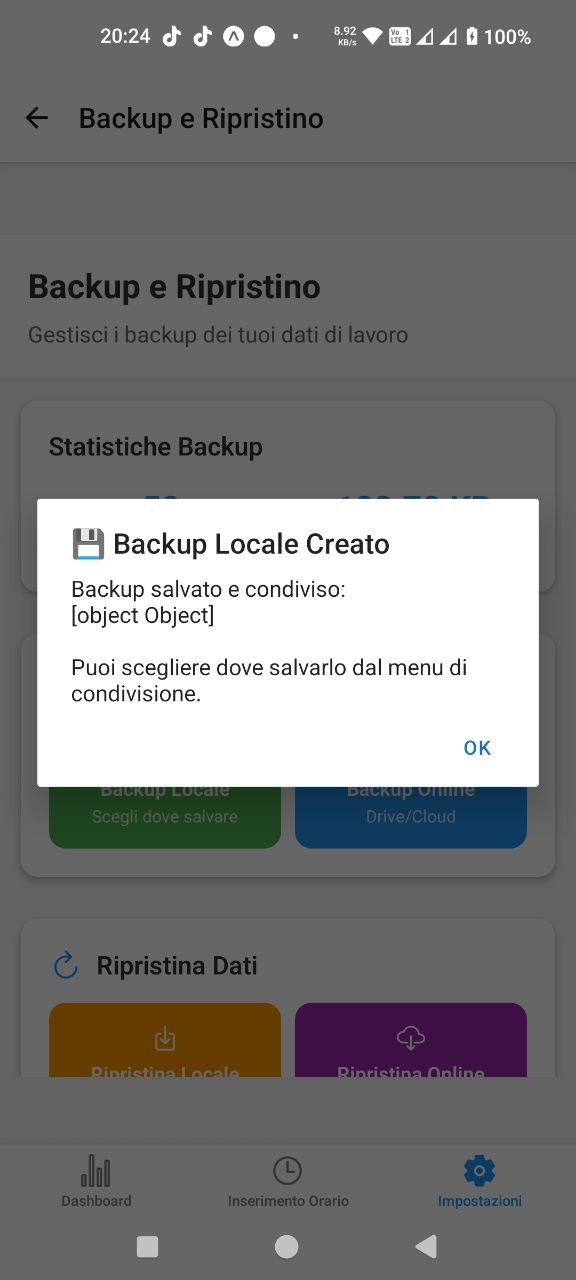 20:24
8.92
KB/s
Vo 1
LTE 2
100%
Backup e Ripristino
Backup e Ripristino
Gestisci i backup dei tuoi dati di lavoro
Statistiche Backup
Backup Locale Creato
Backup salvato e condiviso:
[object Object]
Puoi scegliere dove salvarlo dal menu di
condivisione.
OK
Backup Locale
Backup Online
Scegli dove salvare
Drive/Cloud
Ripristina Dati
Ripristina Locale
Ripristina Online
Dashboard
Inserimento Orario
Impostazioni